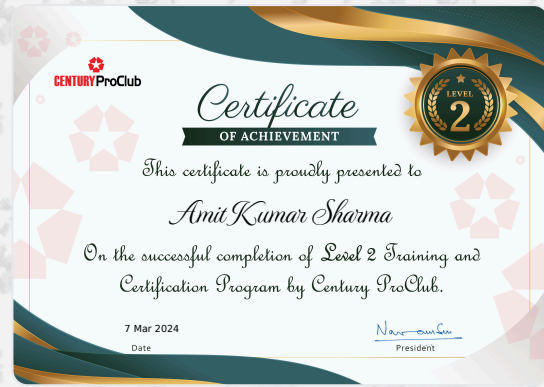 CENTURY ProClub
Certificate
OF ACHIEVEMENT
LEVEL
2
This certificate is proudly presented to
Amit Kumar Sharma
On the successful completion of Level 2 Training and
Certification Program by Century ProClub.
7 Mar 2024
Date
President